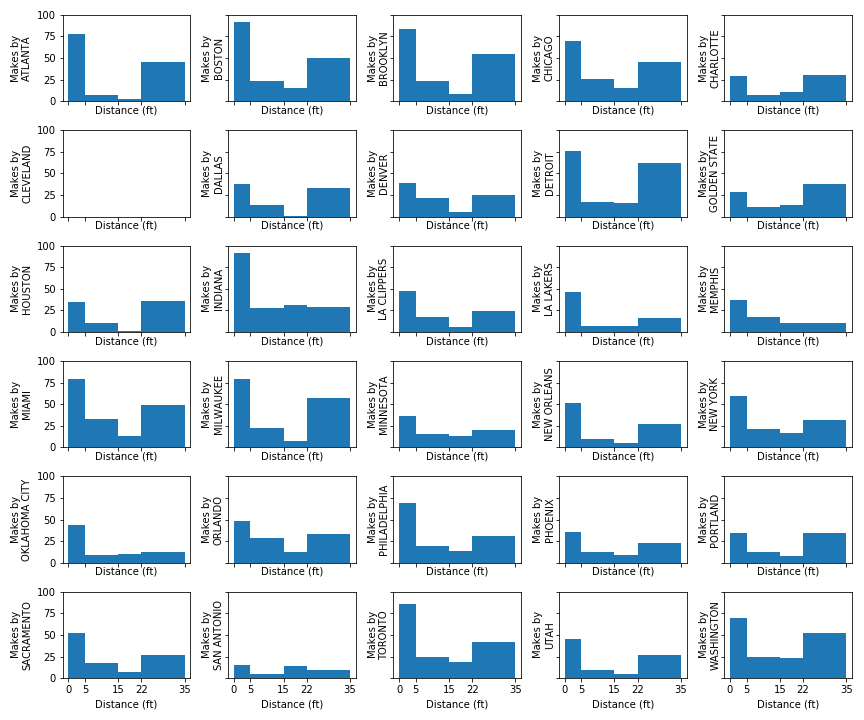 100
75
50
25
0
Makes by
ATLANTA
Distance (ft)
Makes by
BOSTON
Distance (ft)
Makes by
BROOKLYN
Distance (ft)
Makes by
CHICAGO
Distance (ft)
Makes by
CHARLOTTE
Distance (ft)
100
75
50
25
0
Makes by
CLEVELAND
Distance (ft)
Makes by
DALLAS
Distance (ft)
Makes by
DENVER
Distance (ft)
Makes by
DETROIT
Distance (ft)
Makes by
GOLDEN STATE
Distance (ft)
100
75
50
25
0
Makes by
HOUSTON
Distance (ft)
Makes by
INDIANA
Distance (ft)
Makes by
LA CLIPPERS
Distance (ft)
Makes by
LA LAKERS
Distance (ft)
Makes by
MEMPHIS
Distance (ft)
100
75
50
25
0
Makes by
MIAMI
Distance (ft)
Makes by
MILWAUKEE
Distance (ft)
Makes by
MINNESOTA
Distance (ft)
Makes by
NEW ORLEANS
Distance (ft)
Makes by
NEW YORK
Distance (ft)
100
75
50
25
0
Makes by
OKLAHOMA CITY
Distance (ft)
Makes by
ORLANDO
Distance (ft)
Makes by
PHILADELPHIA
Distance (ft)
Makes by
PHOENIX
Distance (ft)
Makes by
PORTLAND
Distance (ft)
100
75
50
25
0
Makes by
SACRAMENTO
0 5 15 22 35
Distance (ft)
Makes by
SAN ANTONIO
0 5 15 22 35
Distance (ft)
Makes by
TORONTO
0 5 15 22 35
Distance (ft)
Makes by
UTAH
0 5 15 22 35
Distance (ft)
Makes by
WASHINGTON
0 5 15 22 35
Distance (ft)